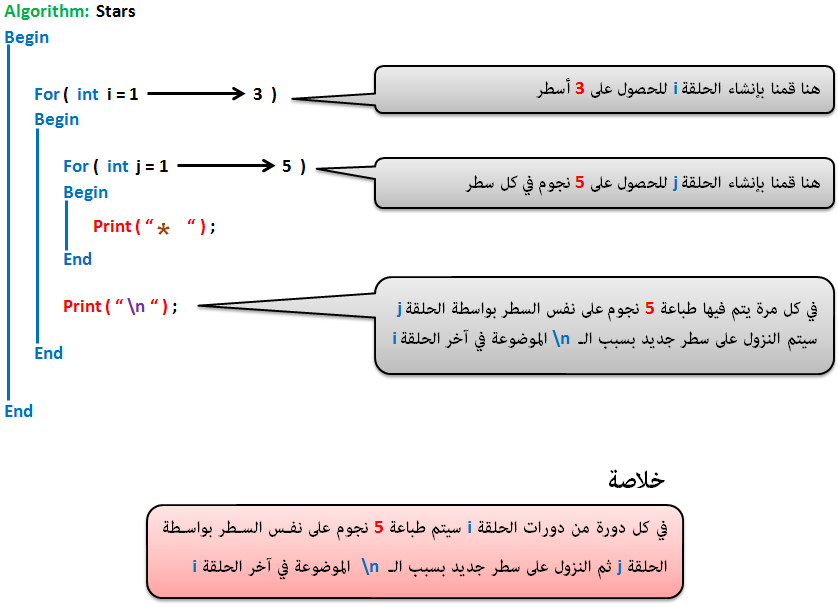 Algorithm: Stars
Begin
For ( int i = 1 3 )
هنا قمنا بإنشاء الحلقة i للحصول على 3 أسطر
Begin
For ( int j = 1 5 )
هنا قمنا بإنشاء الحلقة j للحصول على 5 نجوم في كل سطر
Begin
Print ( “ * “ ) ;
End
Print ( “ \n “ ) ;
في كل مرة يتم فيها طباعة 5 نجوم على نفس السطر بواسطة الحلقة j
سيتم النزول على سطر جديد بسبب الـ \n الموضوعة في آخر الحلقة i
End
End
خلاصة
في كل دورة من دورات الحلقة i سيتم طباعة 5 نجوم على نفـس السـطر بواسـطة
الحلقة j ثم النزول على سطر جديد بسبب الـ \n الموضوعة في آخر الحلقة i